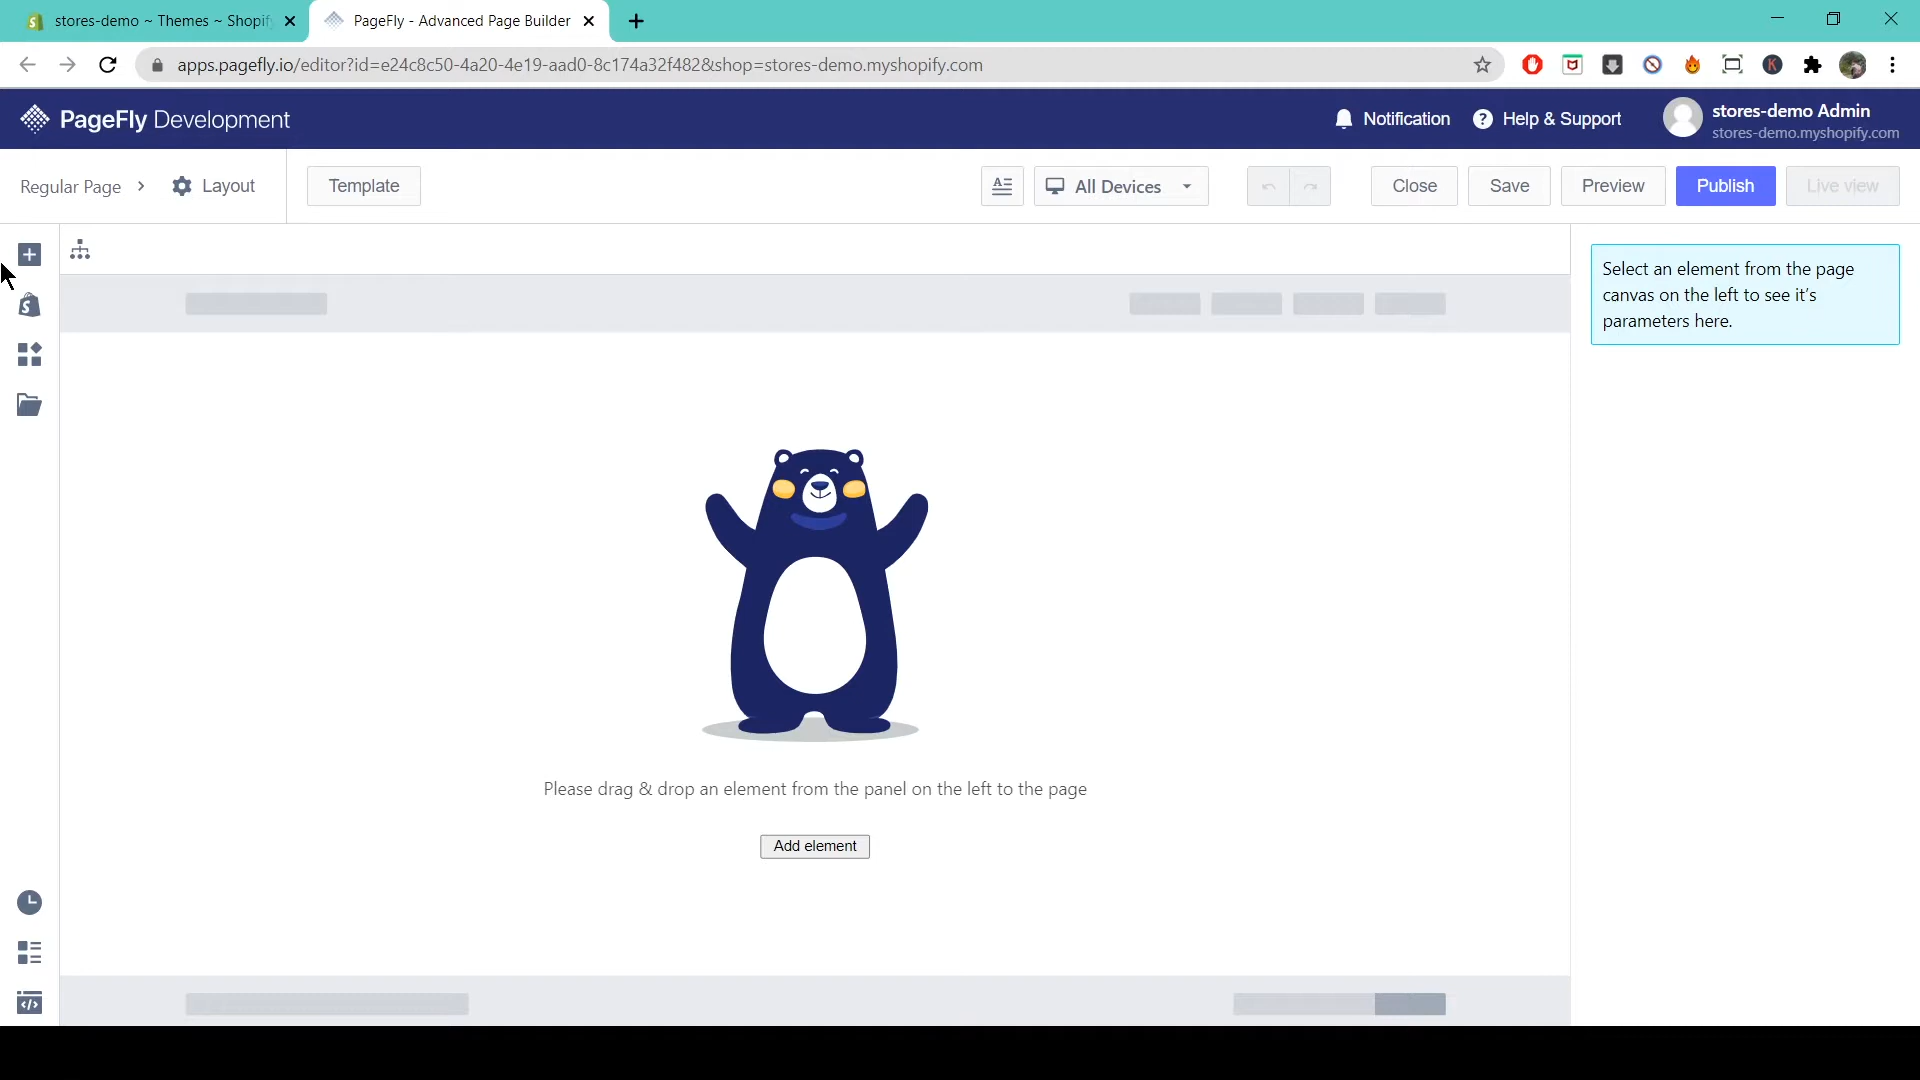 stores-demo ~ Themes ~ Shopif
PageFly - Advanced Page Builder
apps.pagefly.io/editor?id=e24c8c50-4a20-4e19-aad0-8c174a32f482&shop=stores-demo.myshopify.com
K
PageFly Development
Notification
? Help & Support
stores-demo Admin
stores-demo.myshopify.com
Regular Page
Layout
Template
A
All Devices
Close
Save
Preview
Publish
Live view
Select an element from the page
canvas on the left to see it's
parameters here.
Please drag & drop an element from the panel on the left to the page
Add element